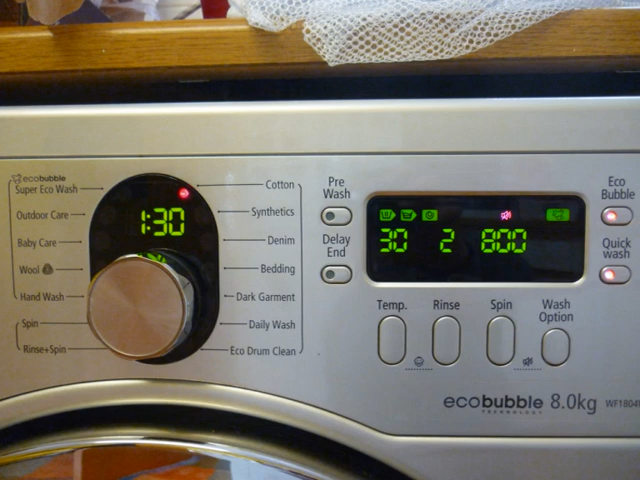 ecobubble
Super Eco Wash
Outdoor Care
Baby Care
Wool
Hand Wash
Spin
Rinse+Spin
1:30
Cotton
Synthetics
Denim
Bedding
Dark Garment
Daily Wash
Eco Drum Clean
Pre
Wash
Delay
End
30 2 800
Eco
Bubble
Quick
wash
Temp.
Rinse
Spin
Wash
Option
ecobubble 8.0kg
TECHNOLOGY